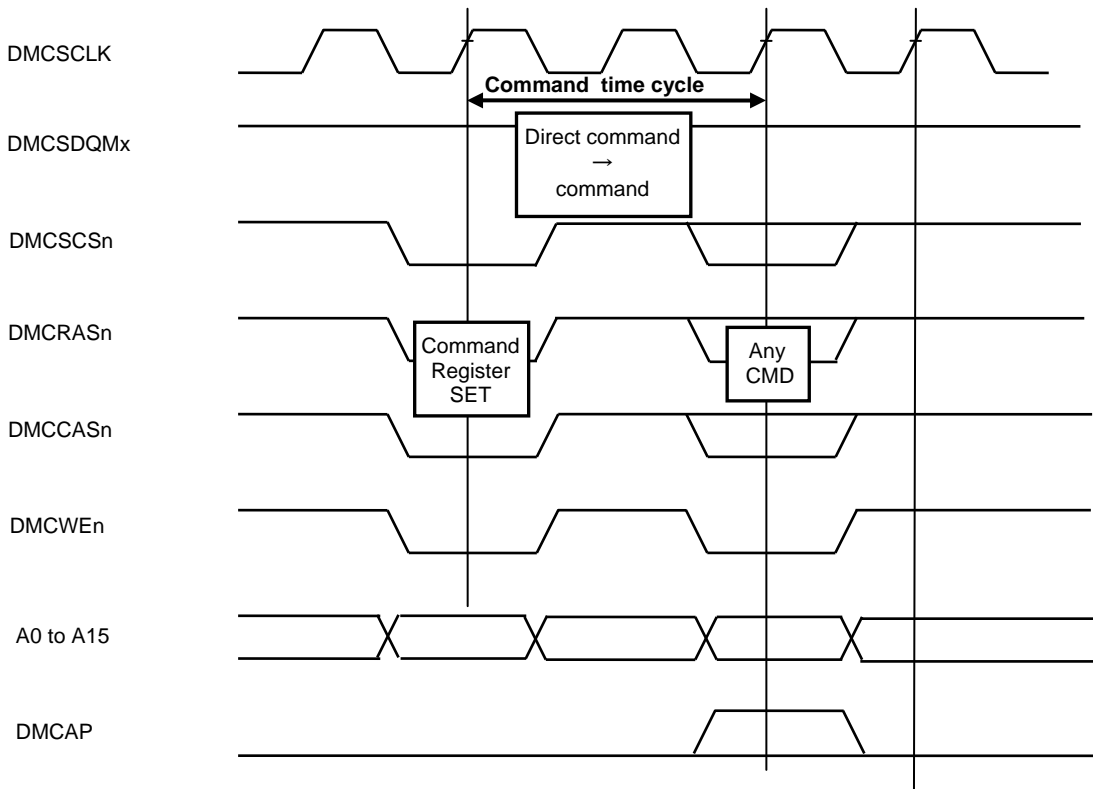 DMCSCLK
Command time cycle
DMCSDQMx
Direct command
→
command
DMCSCSn
DMCRASn
Command
Register
SET
Any
CMD
DMCCASn
DMCWEn
A0 to A15
DMCAP